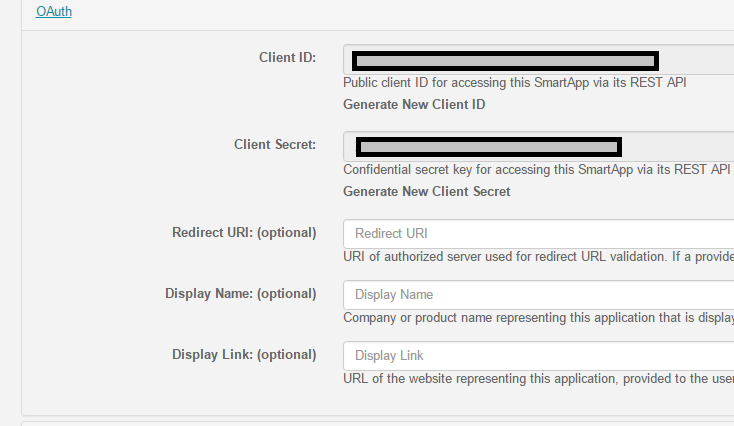 OAuth
Client ID:
Public client ID for accessing this SmartApp via its REST API
Generate New Client ID
Client Secret:
Confidential secret key for accessing this SmartApp via its REST API
Generate New Client Secret
Redirect URI: (optional)
Redirect URI
URI of authorized server used for redirect URL validation. If a provide
Display Name: (optional)
Display Name
Company or product name representing this application that is display
Display Link: (optional)
Display Link
URL of the website representing this application, provided to the user